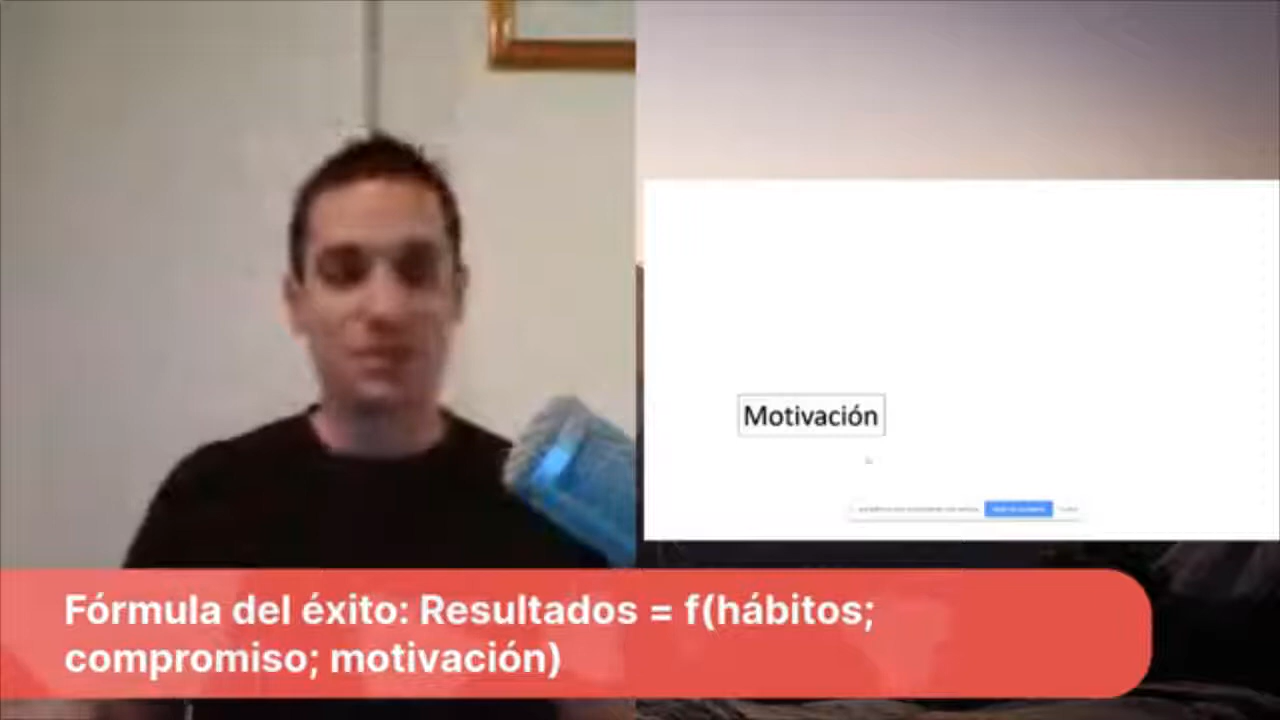 Motivación
Fórmula del éxito: Resultados = f(hábitos;
compromiso; motivación)